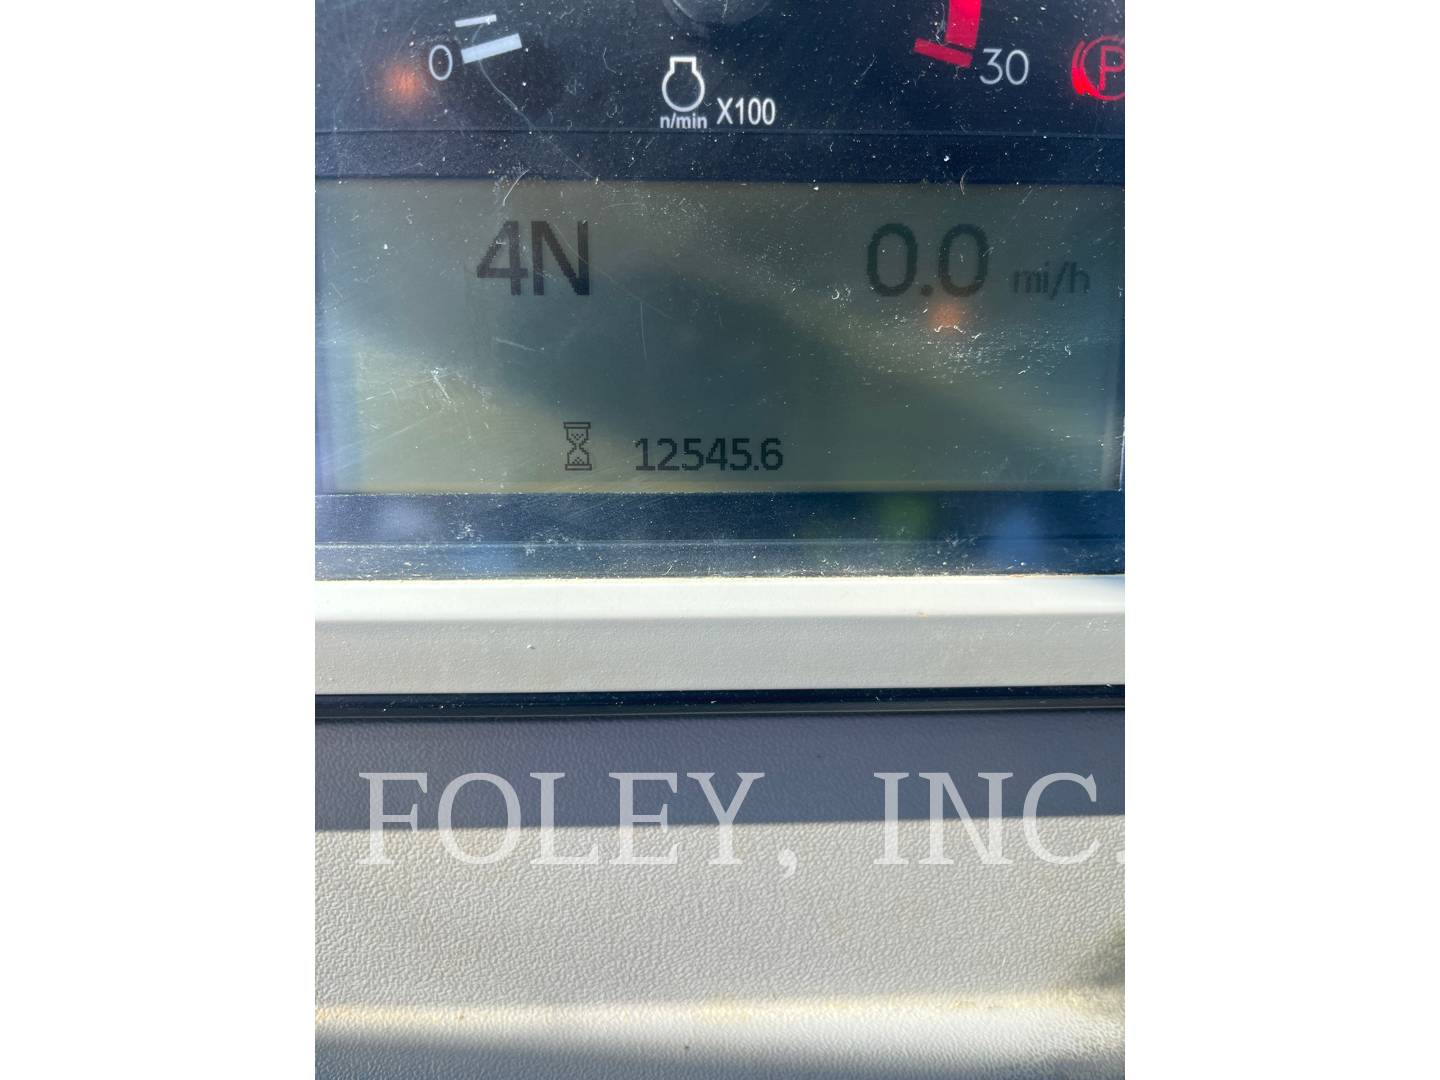 0 30 P
n/min X100
4N 0.0 mi/h
12545.6
FOLEY, INC.